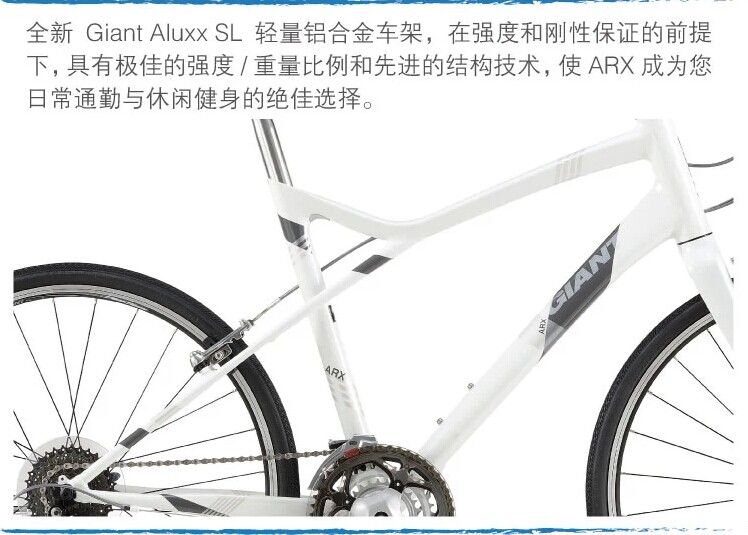 全新 Giant Aluxx SL 轻量铝合金车架，在强度和刚性保证的前提
下，具有极佳的强度 / 重量比例和先进的结构技术，使 ARX 成为您
日常通勤与休闲健身的绝佳选择。
GIANT
ARX
ARX